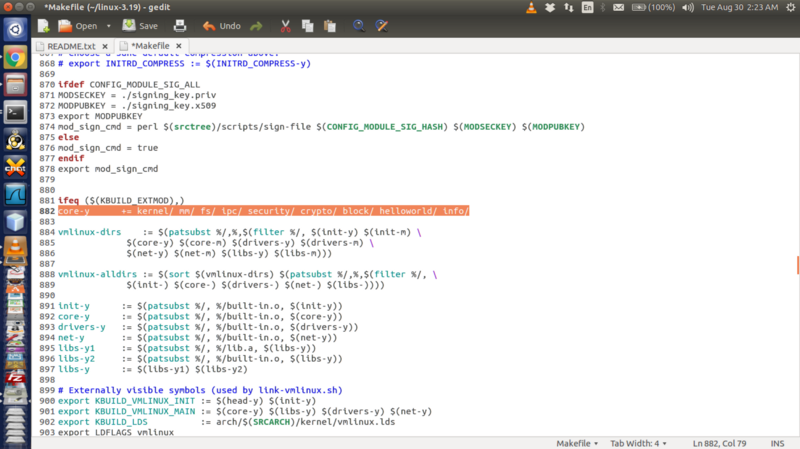 *Makefile (~/linux-3.19) - gedit
En
(100%)
Tue Aug 30 2:23 AM
Open
Save
Undo
README.txt
*Makefile
867 # choose a sane default compression above.
868 # export INITRD_COMPRESS := $(INITRD_COMPRESS-y)
869
870 ifdef CONFIG_MODULE_SIG_ALL
871 MODSECKEY = ./signing_key.priv
872 MODPUBKEY = ./signing_key.x509
873 export MODPUBKEY
874 mod_sign_cmd = perl $(srctree)/scripts/sign-file $(CONFIG_MODULE_SIG_HASH) $(MODSECKEY) $(MODPUBKEY)
875 else
876 mod_sign_cmd = true
877 endif
878 export mod_sign_cmd
879
880
881 ifeq ($(KBUILD_EXTMOD),)
882 core-y += kernel/ mm/ fs/ ipc/ security/ crypto/ block/ helloworld/ info/
883
884 vmlinux-dirs := $(patsubst %/,%,$(filter %/, $(init-y) $(init-m) \
885 $(core-y) $(core-m) $(drivers-y) $(drivers-m) \
886 $(net-y) $(net-m) $(libs-y) $(libs-m)))
887
888 vmlinux-alldirs := $(sort $(vmlinux-dirs) $(patsubst %/,%,$(filter %/, \
889 $(init-) $(core-) $(drivers-) $(net-) $(libs-))))
890
891 init-y := $(patsubst %/, %/built-in.o, $(init-y))
892 core-y := $(patsubst %/, %/built-in.o, $(core-y))
893 drivers-y := $(patsubst %/, %/built-in.o, $(drivers-y))
894 net-y := $(patsubst %/, %/built-in.o, $(net-y))
895 libs-y1 := $(patsubst %/, %/lib.a, $(libs-y))
896 libs-y2 := $(patsubst %/, %/built-in.o, $(libs-y))
897 libs-y := $(libs-y1) $(libs-y2)
898
899 # Externally visible symbols (used by link-vmlinux.sh)
900 export KBUILD_VMLINUX_INIT := $(head-y) $(init-y)
901 export KBUILD_VMLINUX_MAIN := $(core-y) $(libs-y) $(drivers-y) $(net-y)
902 export KBUILD_LDS := arch/$(SRCARCH)/kernel/vmlinux.lds
903 export LDFLAGS_vmlinux
Makefile
Tab Width: 4
Ln 882, Col 79
INS